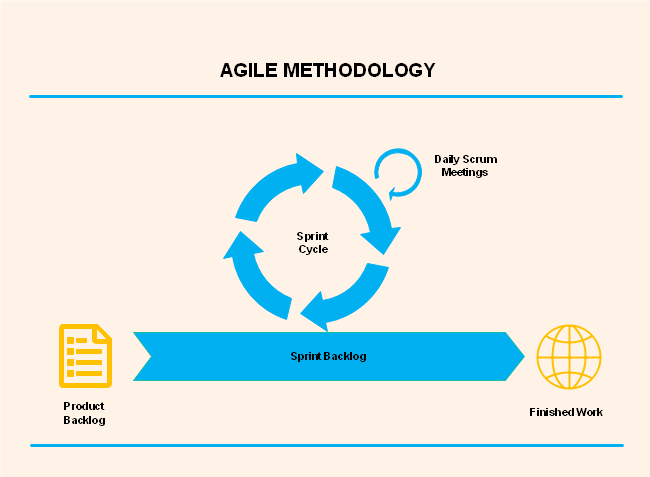 AGILE METHODOLOGY
Daily Scrum
Meetings
Sprint
Cycle
Sprint Backlog
Product
Backlog
Finished Work